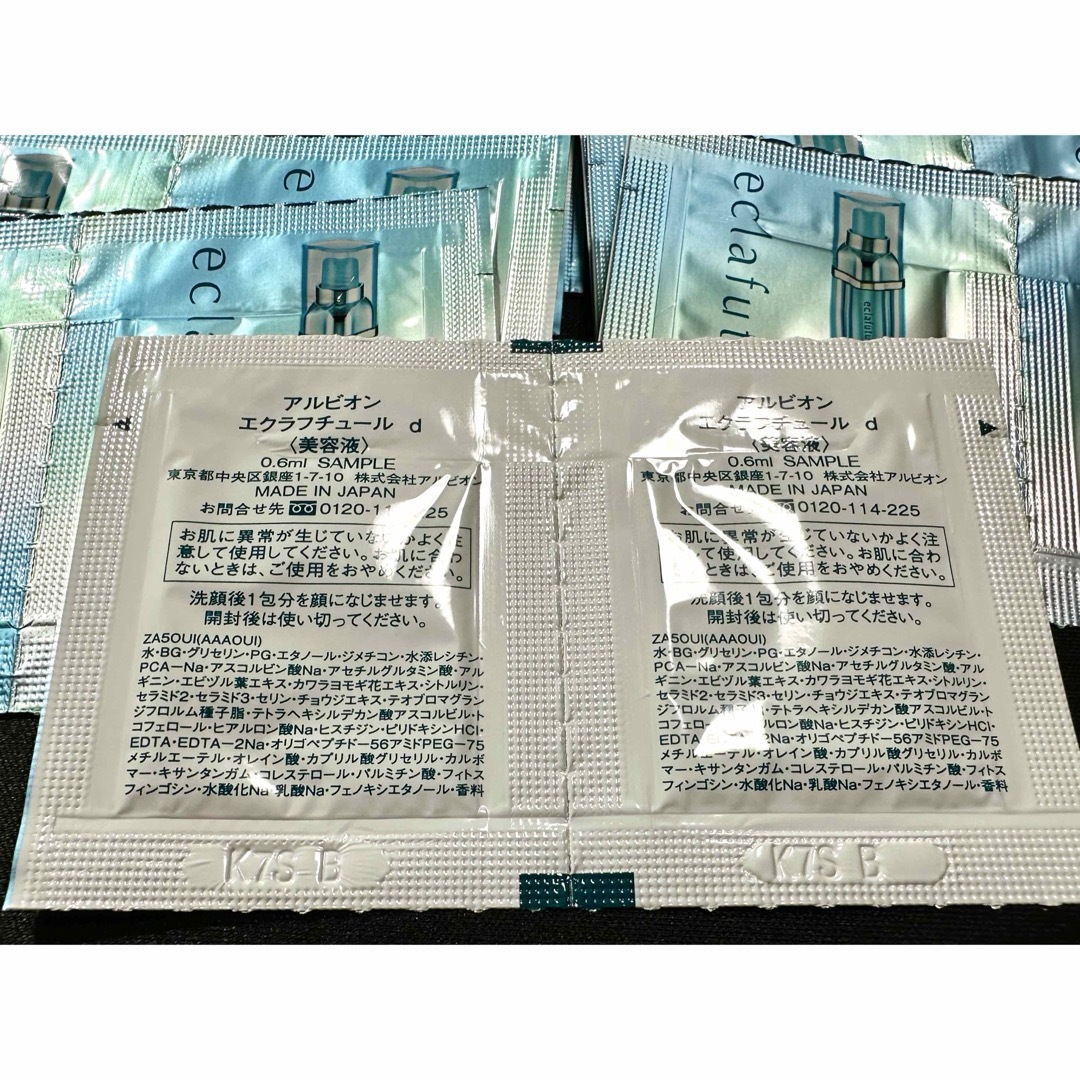 e
ecl
eclafut
アルビオン
エクラフチュール d
〈美容液〉
0.6ml SAMPLE
東京都中央区銀座1-7-10 株式会社アルビオン
MADE IN JAPAN
お問合せ先 0120-11 225
お肌に異常が生じていないかよく注
意して使用してください。お肌に合わ
ないときは、ご使用をおやめください。
洗顔後1包分を顔になじませます。
開封後は使い切ってください。
ZA50UI(AAA0UI)
水・BG・グリセリン・PG・エタノール・ジメチコン・水添レシチン・
PCA-Na・アスコルビン酸Na・アセチルグルタミン酸・アル
ギニン・エビヅル葉エキス・カワラヨモギ花エキス・シトルリン・
セラミド2・セラミド3・セリン・チョウジエキス・テオブロマグラン
ジフロルム種子脂・テトラヘキシルデカン酸アスコルビル・ト
コフェロール・ヒアルロン酸Na・ヒスチジン・ピリドキシンHCl・
EDTA・EDTA-2Na・オリゴペプチド-56アミドPEG-75
メチルエーテル・オレイン酸・カプリル酸グリセリル・カルボ
マー・キサンタンガム・コレステロール・パルミチン酸・フィトス
フィンゴシン・水酸化Na・乳酸Na・フェノキシエタノール・香料
K7S-B
アルビオン
エクラフチュール d
〈美容液〉
0.6ml SAMPLE
東京都中央区銀座1-7-10 株式会社アルビオン
MADE IN JAPAN
お問合せ先 0120-114-225
お肌に異常が生じていないかよく注
して使用してください。お肌に合わ
ときは、ご使用をおやめください。
洗顔後1包分を顔になじませます。
開封後は使い切ってください。
ZA50UI(AAA0UI)
水・BG・グリセリン・PG・エタノール・ジメチコン・水添レシチン・
PCA-Na・アスコルビン酸Na・アセチルグルタミン酸・アル
ギニン・エビヅル葉エキス・カワラヨモギ花エキス・シトルリン・
セラミド2・セラミド3・セリン・チョウジエキス・テオブロマグラン
ジフロルム種子脂・テトラヘキシルデカン酸アスコルビル・ト
コフェロール・ヒアルロン酸Na・ヒスチジン・ピリドキシンHCl・
EDTA・EDTA-2Na・オリゴペプチド-56アミドPEG-75
メチルエーテル・オレイン酸・カプリル酸グリセリル・カルボ
マー・キサンタンガム・コレステロール・パルミチン酸・フィトス
フィンゴシン・水酸化Na・乳酸Na・フェノキシエタノール・香料
K7S B